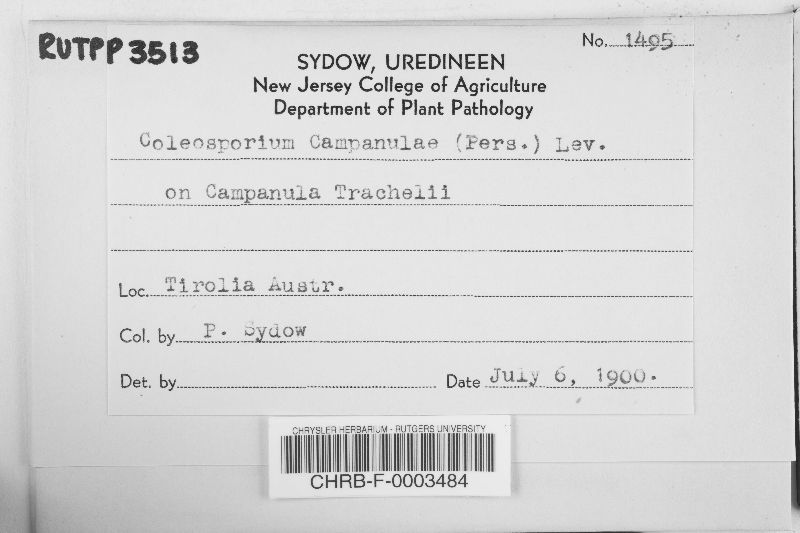 RUTPP3513
No. 1495
SYDOW, UREDINEEN
New Jersey College of Agriculture
Department of Plant Pathology
Coleosporium Campanulae (Pers.) Lev.
on Campanula Trachelii
Loc. Tirolia Austr.
Col. by P. Sydow
Det. by
Date July 6, 1900.
CHRYSLER HERBARIUM - RUTGERS UNIVERSITY
CHRB-F-0003484